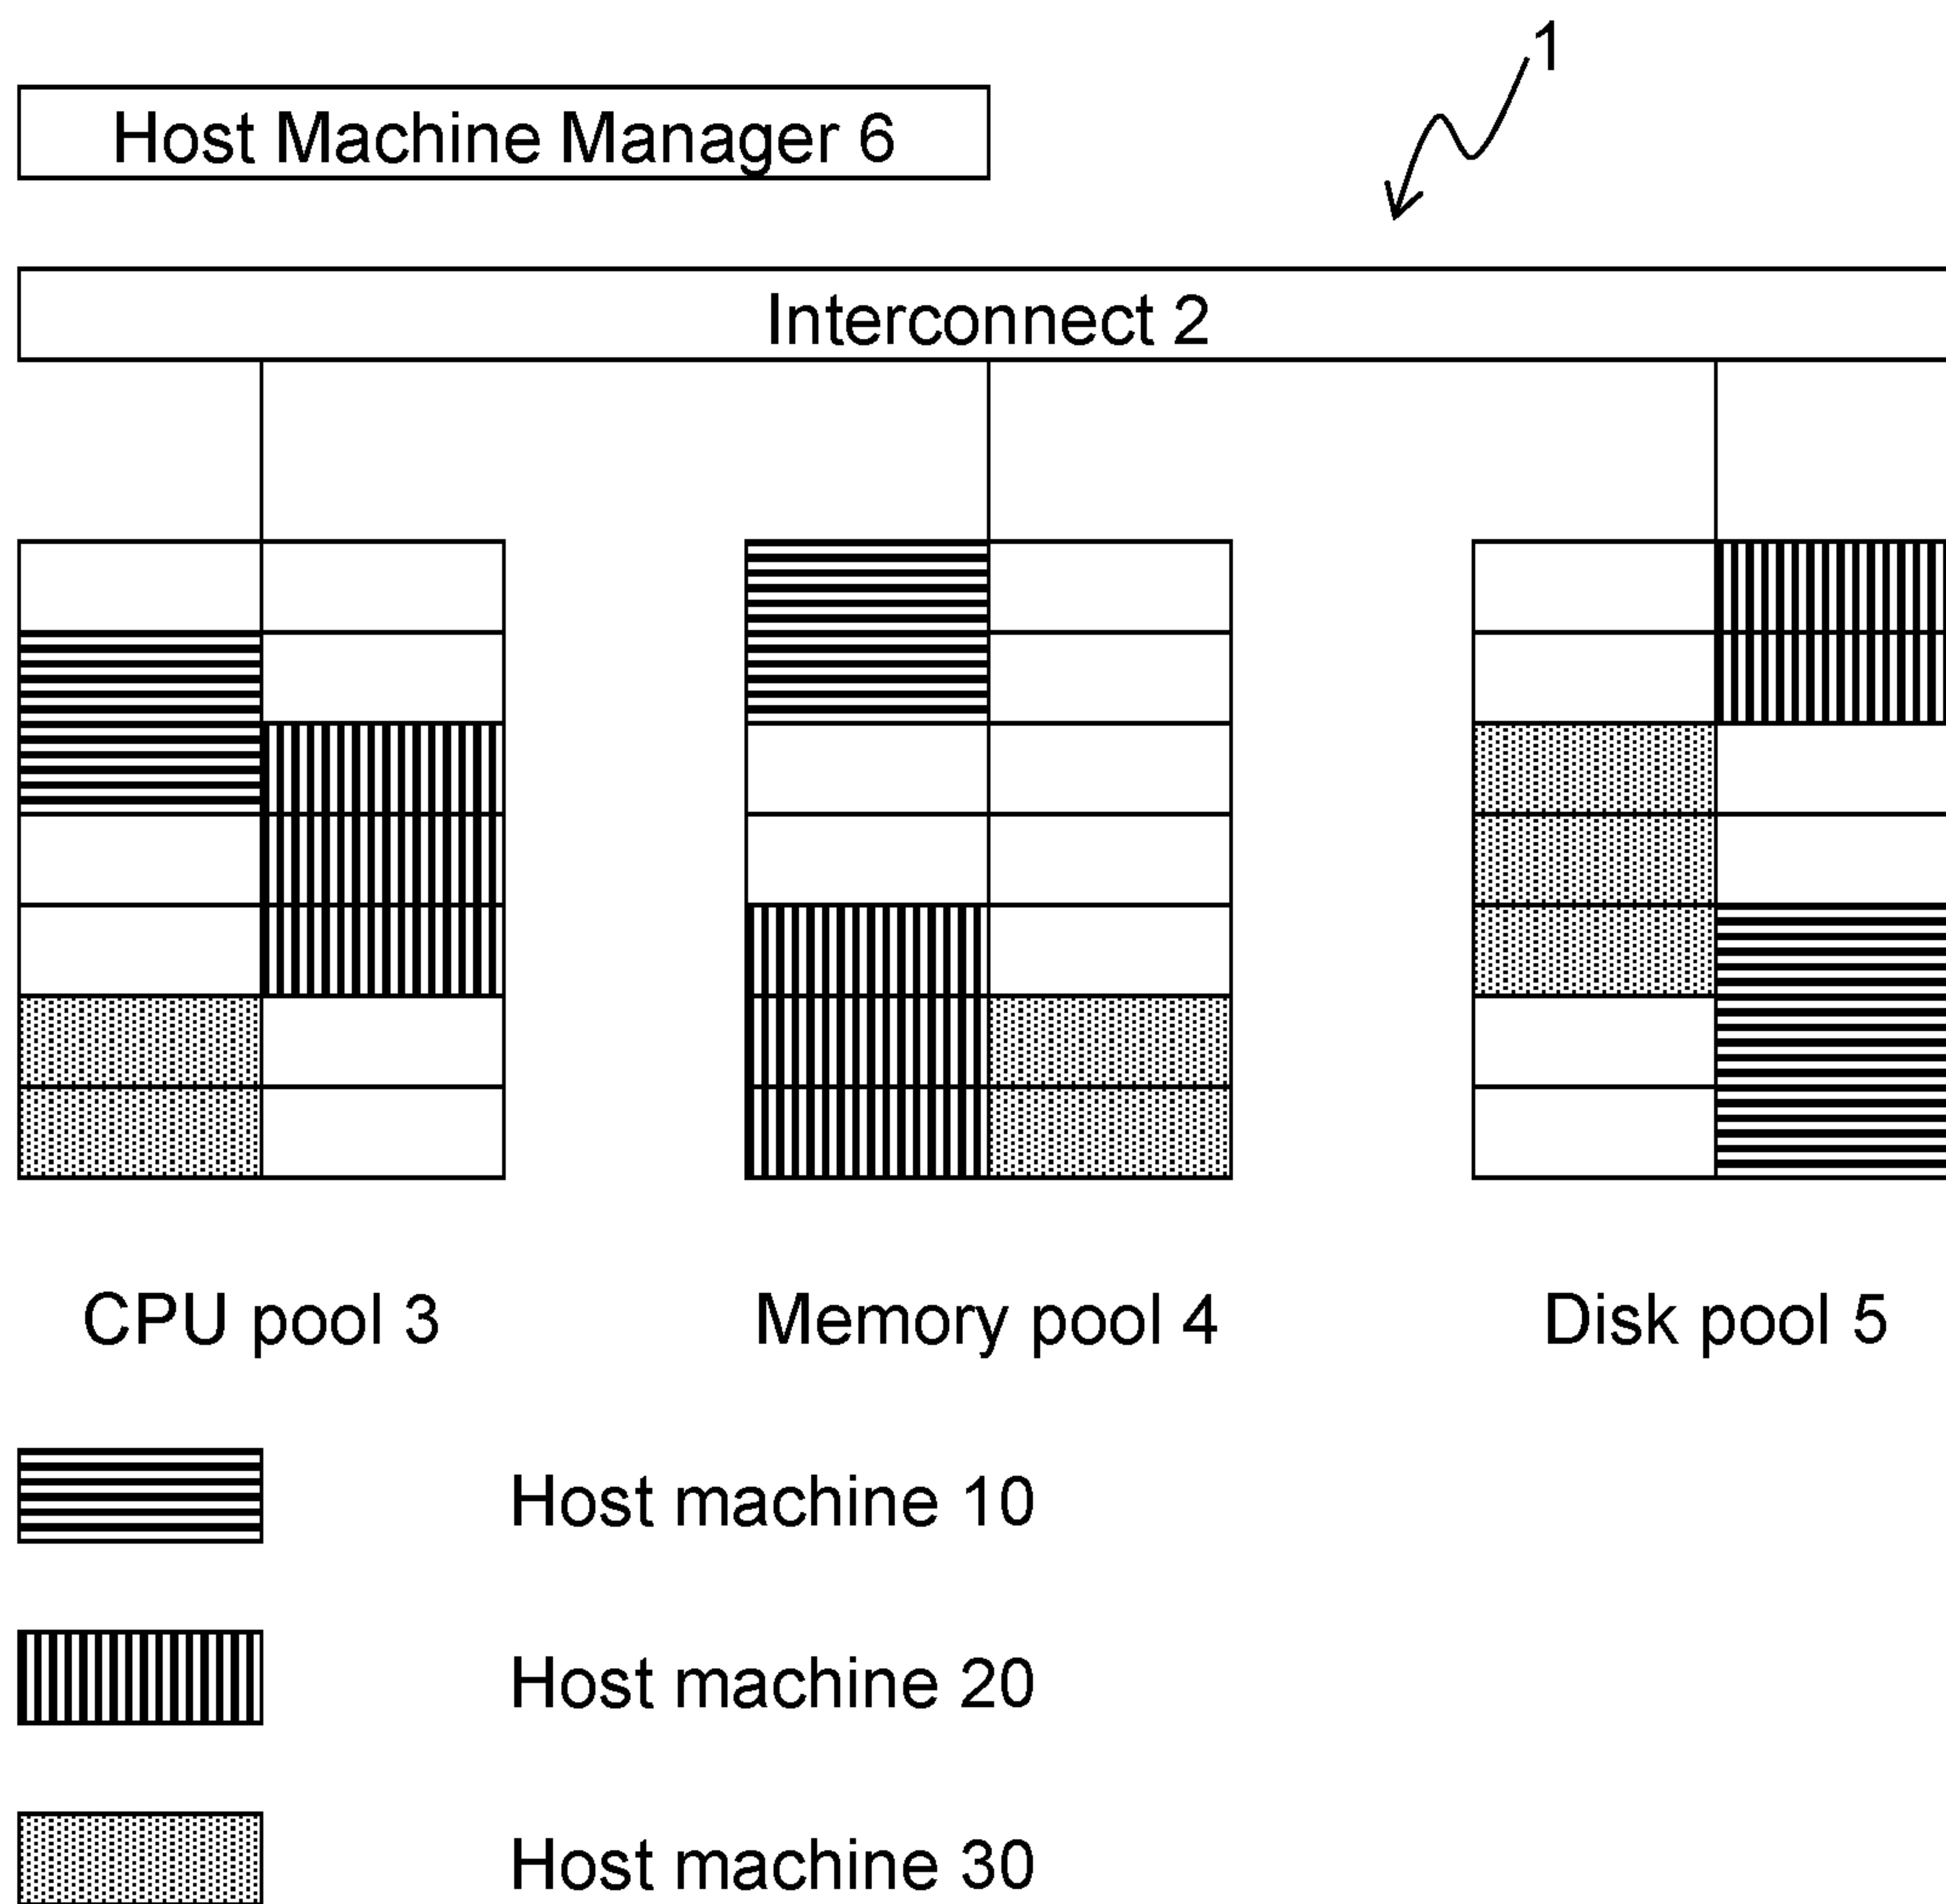 1
Host Machine Manager 6
Interconnect 2
CPU pool 3
Memory pool 4
Disk pool 5
Host machine 10
Host machine 20
Host machine 30